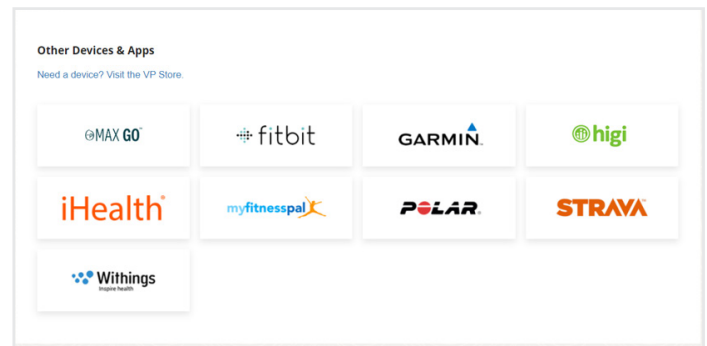 Other Devices & Apps
Need a device? Visit the VP Store.
MAX GO
fitbit
GARMIN
higi
iHealth®
myfitnesspal
POLAR
STRAVA
Withings
Inspire health